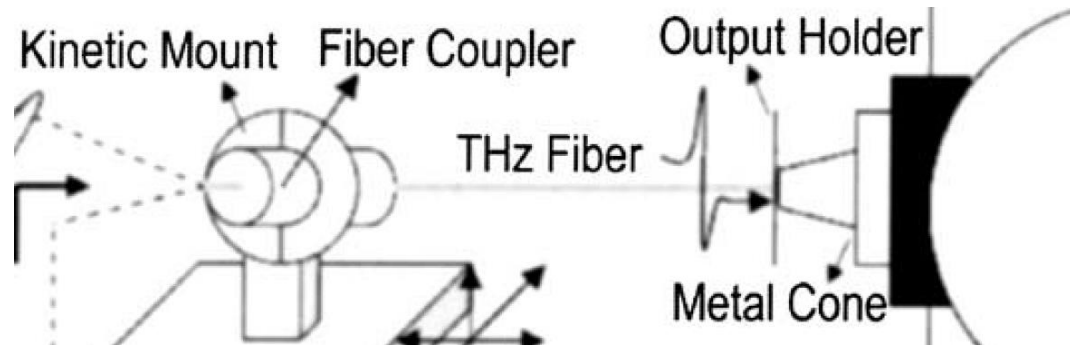 Kinetic Mount
Fiber Coupler
Output Holder
THz Fiber
Metal Cone